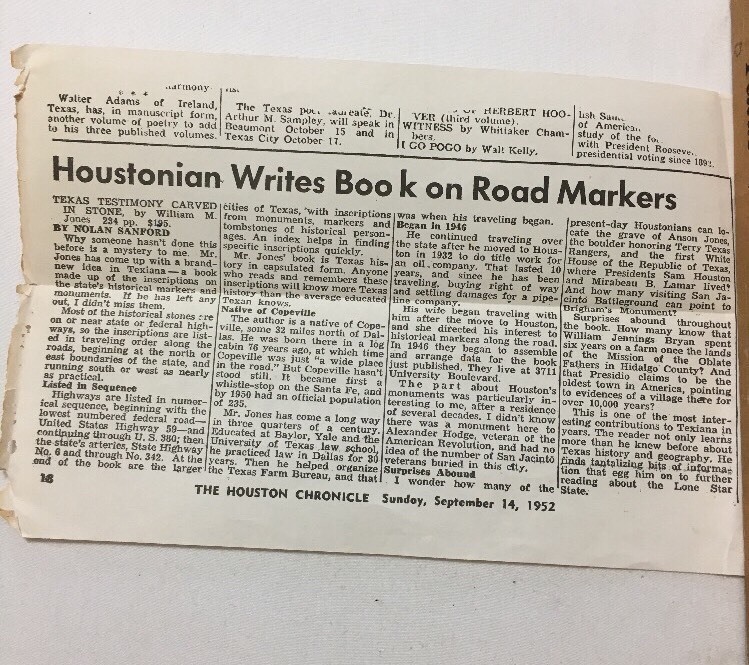 armony.
* * *
Walter Adams of Ireland,
Texas, has, in manuscript form,
another volume of poetry to add
to his three published volumes.
The Texas poet laureate, Dr.
Arthur M. Sampley, will speak in
Beaumont October 15 and in
Texas City October 17.
OF HERBERT HOO-
VER (third volume).
WITNESS by Whittaker Cham-
bers.
I GO POGO by Walt Kelly.
lish
of American
study of the
with President Roosevel
presidential voting since 1892.
Houstonian Writes Book on Road Markers
TEXAS TESTIMONY CARVED
IN STONE, by William M.
Jones 234 pp. $195.
BY NOLAN SANFORD
Why someone hasn't done this
before is a mystery to me. Mr.
Jones has come up with a brand-
new idea in Texiana—a book
made up of the inscriptions on
the state's historical markers and
monuments. If he has left any
out, I didn't miss them.
Most of the historical stones are
on or near state or federal high-
ways, so the inscriptions are list-
ed in traveling order along the
roads, beginning at the north or
east boundaries of the state, and
running south or west as nearly
as practical.
Listed in Sequence
Highways are listed in numer-
ical sequence, beginning with the
lowest numbered federal road—
United States Highway 59—and
continuing through U. S. 380; then
the state's arteries, State Highway
No. 6 and through No. 342. At the
end of the book are the larger
cities of Texas, with inscriptions
from monuments, markers and
tombstones of historical person-
ages. An index helps in finding
specific inscriptions quickly.
Mr. Jones' book is Texas his-
tory in capsulated form. Anyone
who reads and remembers these
inscriptions will know more Texas
history than the average educated
Texan knows.
Native of Copeville
The author is a native of Cope-
ville, some 32 miles north of Dal-
las. He was born there in a log
cabin 76 years ago, at which time
Copeville was just "a wide place
in the road." But Copeville hasn't
stood still. It became first a
whistle-stop on the Santa Fe, and
by 1950 had an official population
of 235.
Mr. Jones has come a long way
in three quarters of a century.
Educated at Baylor, Yale and the
University of Texas law school,
he practiced law in Dallas for 30
years. Then he helped organize
the Texas Farm Bureau, and that
was when his traveling began.
Began in 1946
He continued traveling over
the state after he moved to Hous-
ton in 1932 to do title work for
an oil company. That lasted 10
years, and since he has been
traveling, buying right of way
and settling damages for a pipe-
line company.
His wife began traveling with
him after the move to Houston,
and she directed his interest to
historical markers along the road.
In 1946 they began to assemble
and arrange data for the book
just published. They live at 3711
University Boulevard.
The part about Houston's
monuments was particularly in-
teresting to me, after a residence
of several decades. I didn't know
there was a monument here to
Alexander Hodge, veteran of the
American Revolution, and had no
idea of the number of San Jacinto
veterans buried in this city.
Surprises Abound
I wonder how many of the
present-day Houstonians can lo-
cate the grave of Anson Jones,
the boulder honoring Terry Texas
Rangers, and the first White
House of the Republic of Texas,
where Presidents Sam Houston
and Mirabeau B. Lamar lived?
And how many visiting San Ja-
cinto Battleground can point to
Brigham's Monument?
Surprises abound throughout
the book. How many know that
William Jennings Bryan spent
six years on a farm once the lands
of the Mission of the Oblate
Fathers in Hidalgo County? And
that Presidio claims to be the
oldest town in America, pointing
to evidences of a village there for
over 10,000 years?
This is one of the most inter-
esting contributions to Texiana in
years. The reader not only learns
more than he knew before about
Texas history and geography. He
finds tantalizing bits of informa-
tion that egg him on to further
reading about the Lone Star
State.
18
THE HOUSTON CHRONICLE Sunday, September 14, 1952